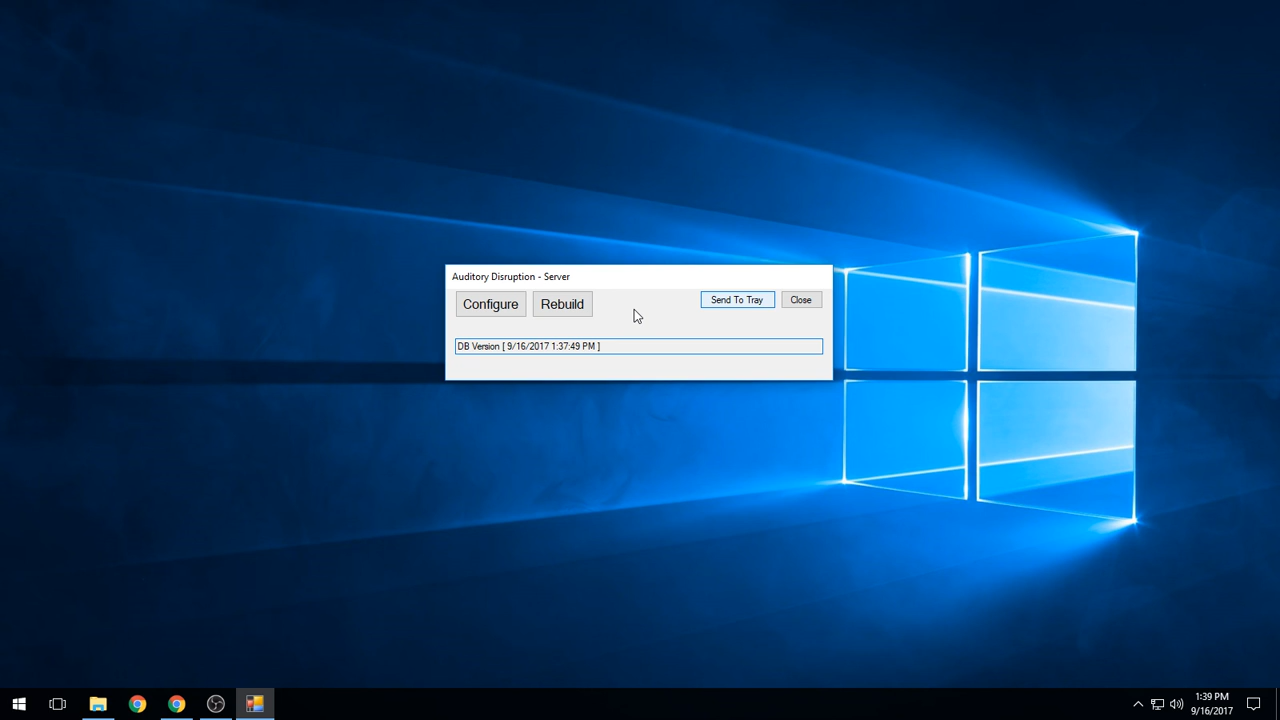 Auditory Disruption - Server
Configure Rebuild Send To Tray Close
DB Version [ 9/16/2017 1:37:49 PM ]
1:39 PM
9/16/2017